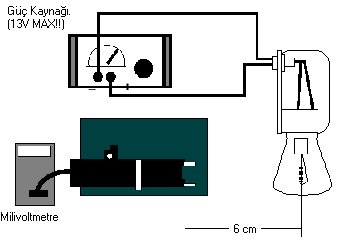 Güç Kaynağı.
(13V MAX!!)
Milivoltmetre
6 cm